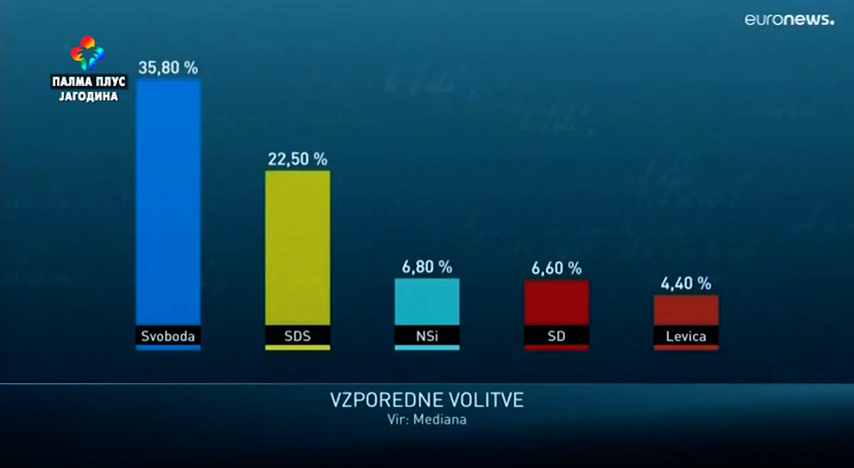 euronews.
ПАЛМА ПЛУС
ЈАГОДИНА
35,80 %
22,50 %
6,80 %
6,60 %
4,40 %
Svoboda
SDS
NSi
SD
Levica
VZPOREDNE VOLITVE
Vir: Mediana